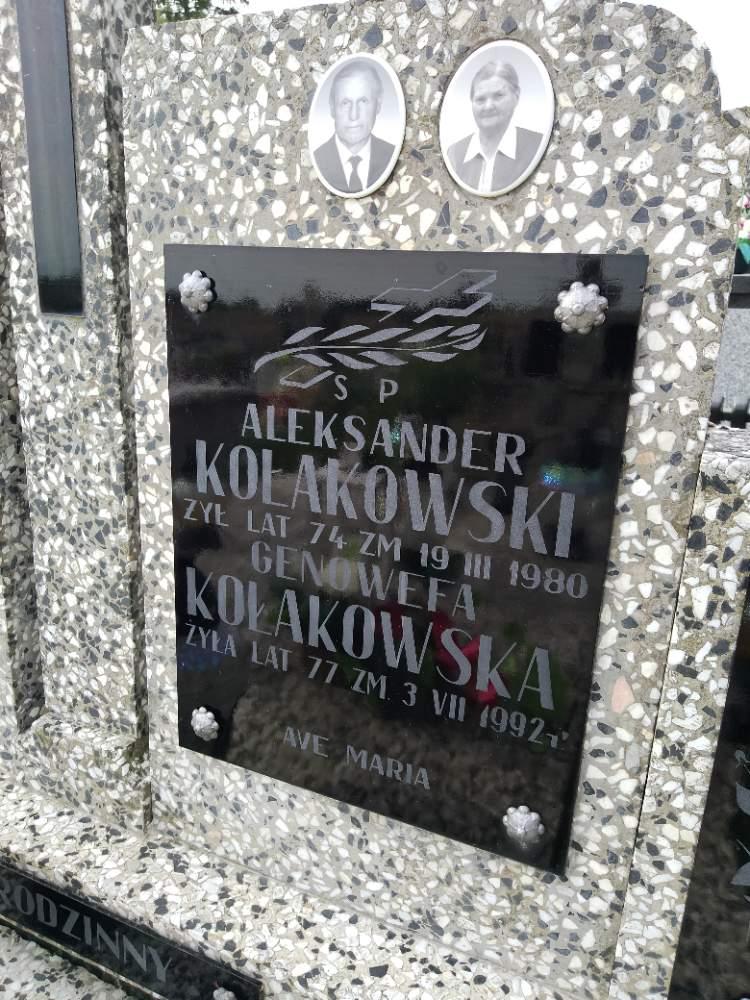 S P
ALEKSANDER
KOŁAKOWSKI
ŻYŁ LAT 74 ZM 19 III 1980
GENOWEFA
KOŁAKOWSKA
ŻYŁA LAT 77 ZM. 3 VII 1992r.
AVE MARIA
RODZINNY